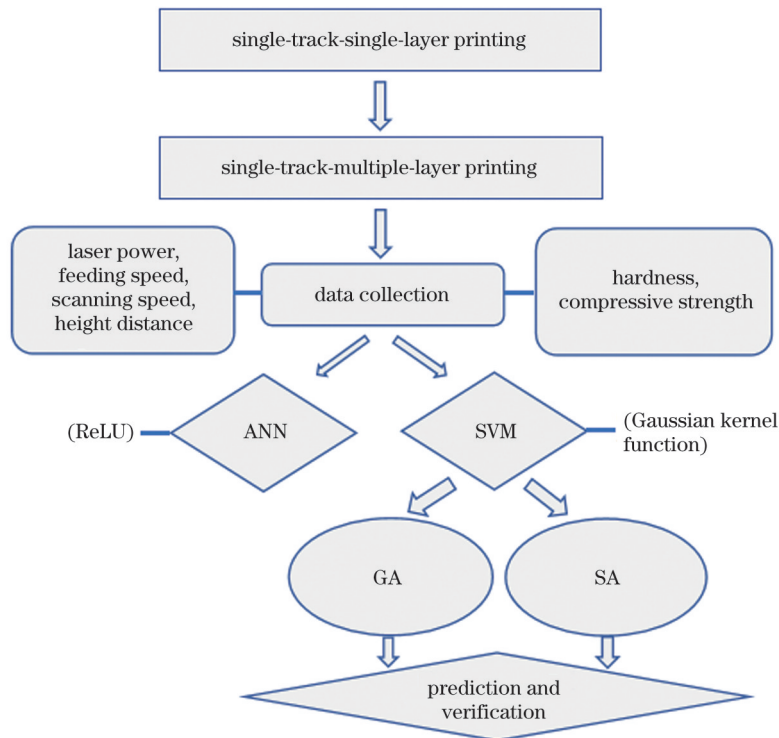 single-track-single-layer printing
single-track-multiple-layer printing
laser power,
feeding speed,
scanning speed,
height distance
data collection
hardness,
compressive strength
(ReLU)
ANN
SVM
(Gaussian kernel
function)
GA
SA
prediction and
verification